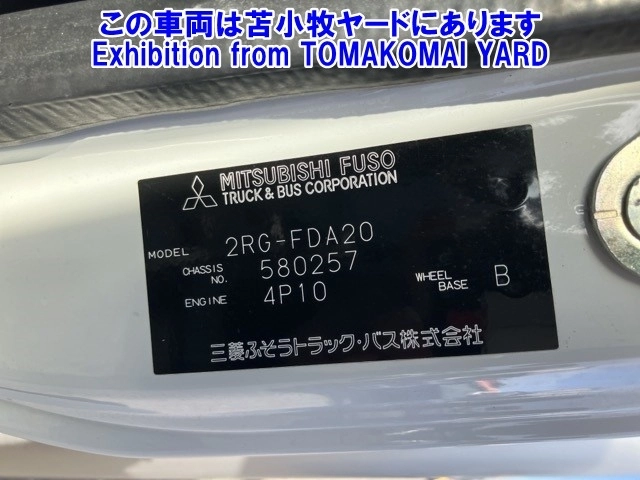 この車両は苫小牧ヤードにあります
Exhibition from TOMAKOMAI YARD
MITSUBISHI FUSO
TRUCK & BUS CORPORATION
MODEL 2RG-FDA20
CHASSIS NO. 580257
ENGINE 4P10
WHEEL BASE B
三菱ふそうトラック・バス株式会社